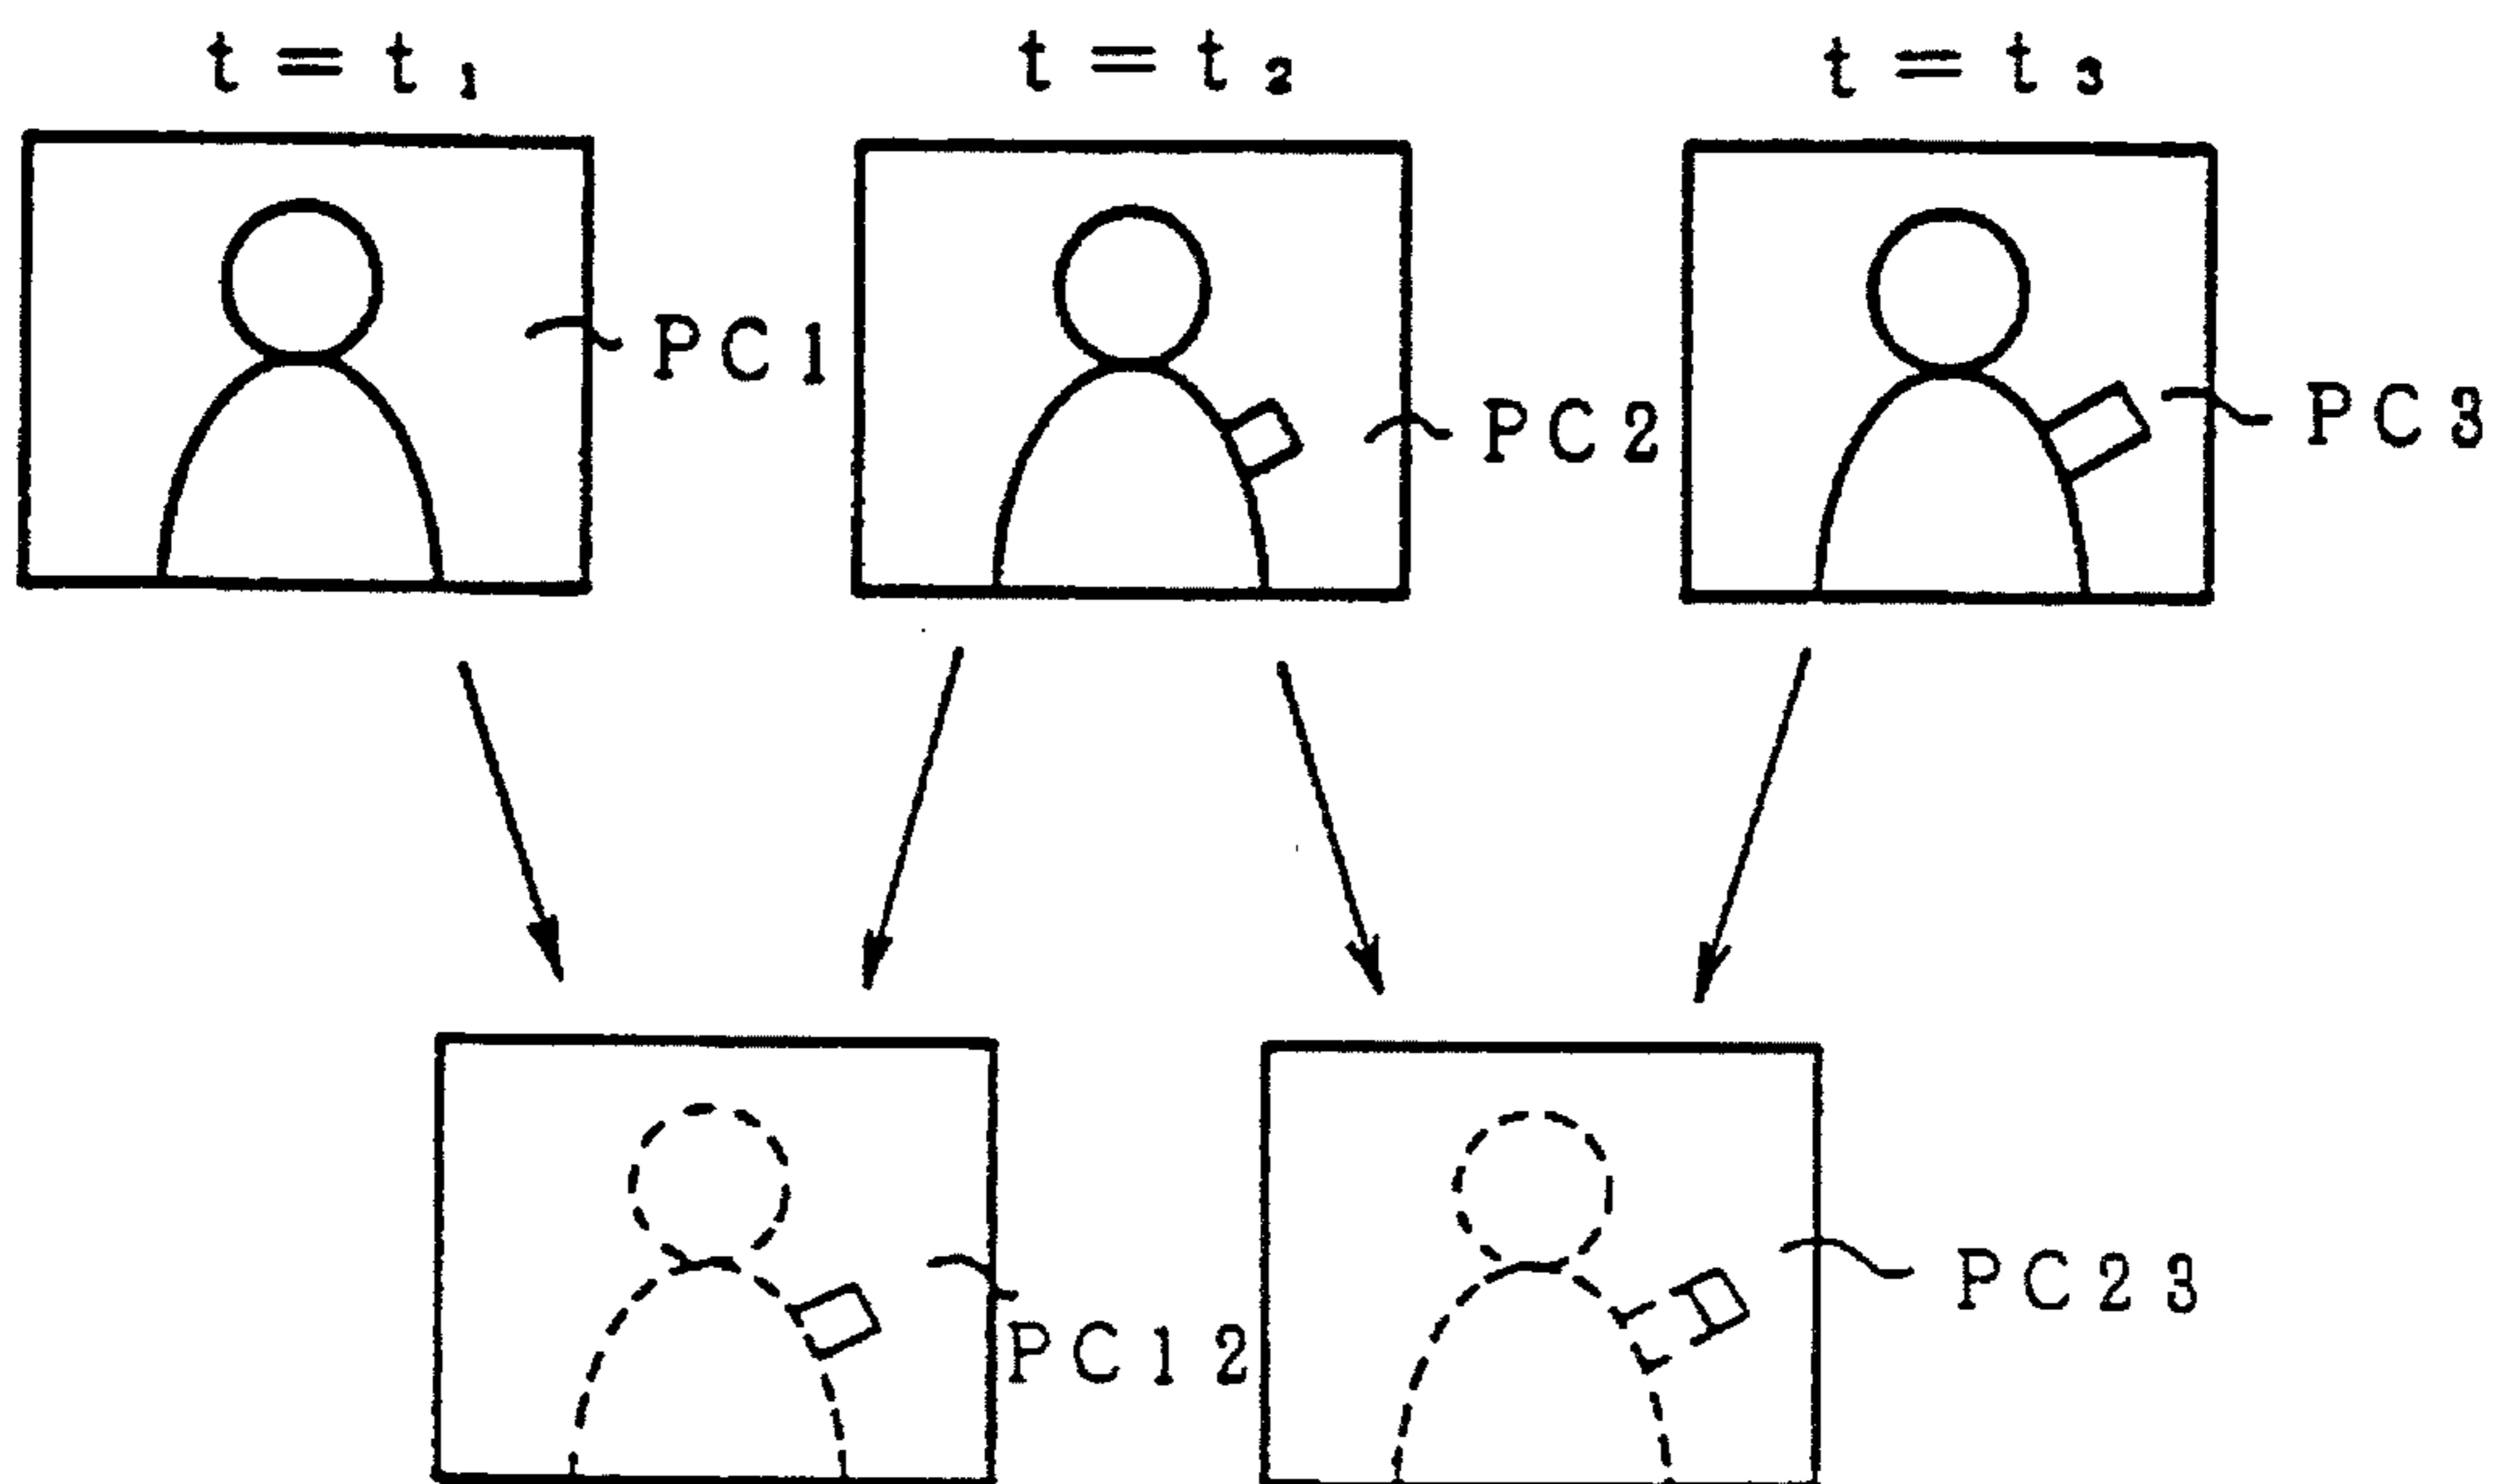 t = t₁
t = t₂
t = t₃
PC1
PC2
PC3
PC12
PC23